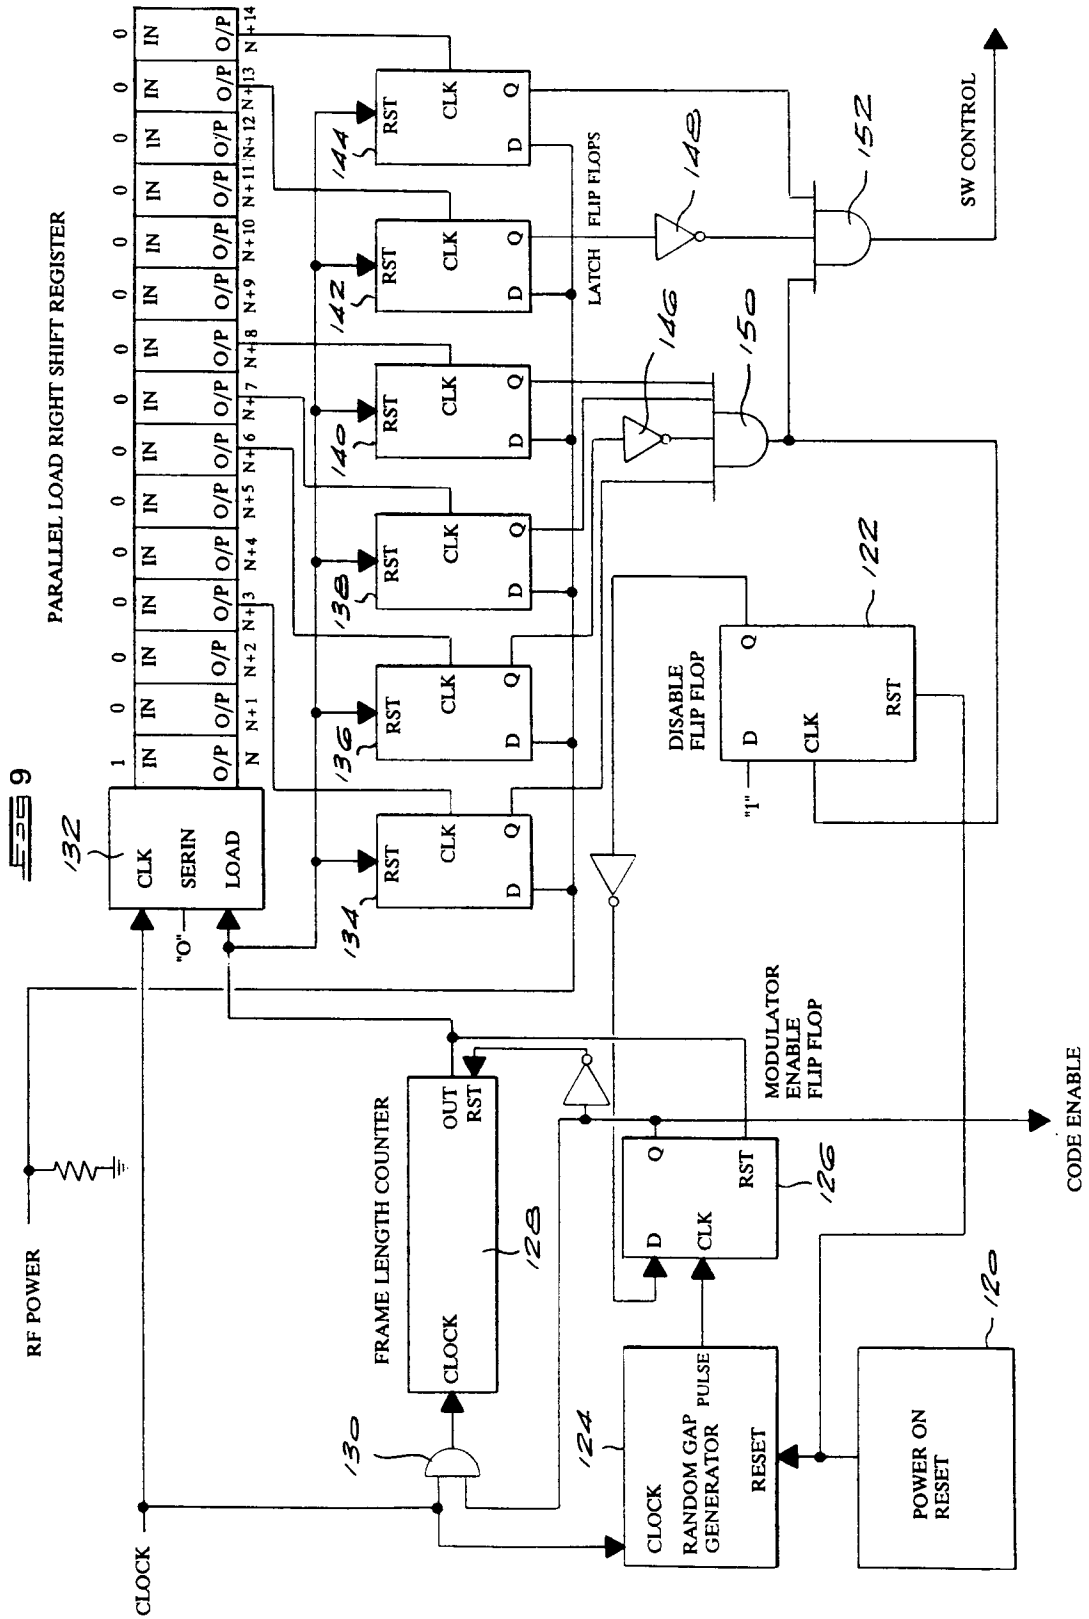 Fig 9
PARALLEL LOAD RIGHT SHIFT REGISTER
1 0 0 0 0 0 0 0 0 0 0 0 0 0 0
132
CLK
SERIN
LOAD
"O"
IN IN IN IN IN IN IN IN IN IN IN IN IN IN IN
O/P O/P O/P O/P O/P O/P O/P O/P O/P O/P O/P O/P O/P O/P O/P
N N+1 N+2 N+3 N+4 N+5 N+6 N+7 N+8 N+9 N+10 N+11 N+12 N+13 N+14
RF POWER
CLOCK
134
RST
CLK
D
Q
136
RST
CLK
D
Q
138
RST
CLK
D
Q
140
RST
CLK
D
Q
142
RST
CLK
D
Q
144
RST
CLK
D
Q
LATCH FLIP FLOPS
FRAME LENGTH COUNTER
130
CLOCK
128
OUT
RST
146
148
150
152
SW CONTROL
DISABLE
FLIP FLOP
"1"
D
Q
CLK
RST
122
MODULATOR
ENABLE
FLIP FLOP
D
Q
CLK
RST
126
124
CLOCK
RANDOM GAP
GENERATOR
PULSE
RESET
120
POWER ON
RESET
CODE ENABLE